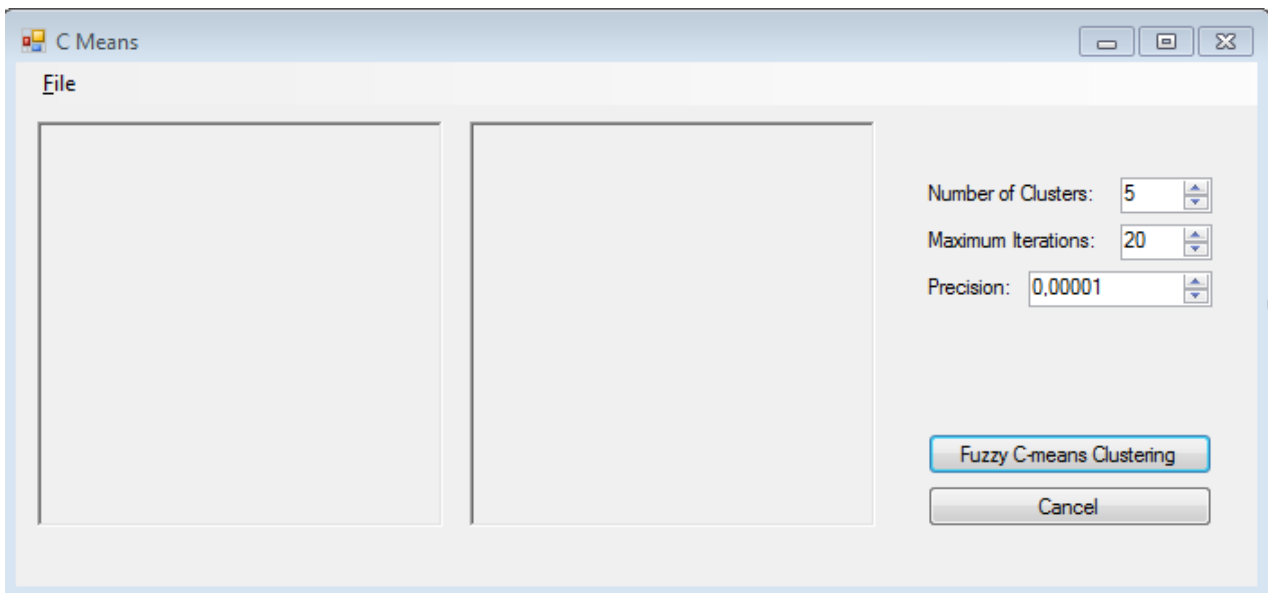 C Means
File
Number of Clusters: 5
Maximum Iterations: 20
Precision: 0,00001
Fuzzy C-means Clustering
Cancel